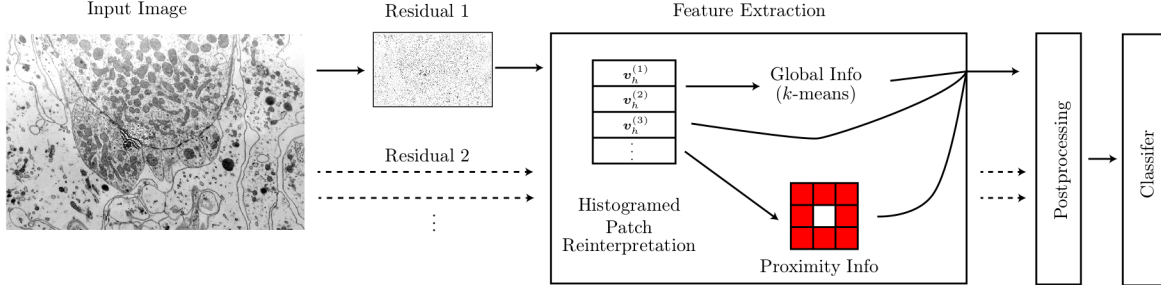 Input Image
Residual 1
Feature Extraction
v_h^(1)
v_h^(2)
v_h^(3)
⋮
Global Info
(k-means)
Residual 2
⋮
Histogramed
Patch
Reinterpretation
Proximity Info
Postprocessing
Classifer